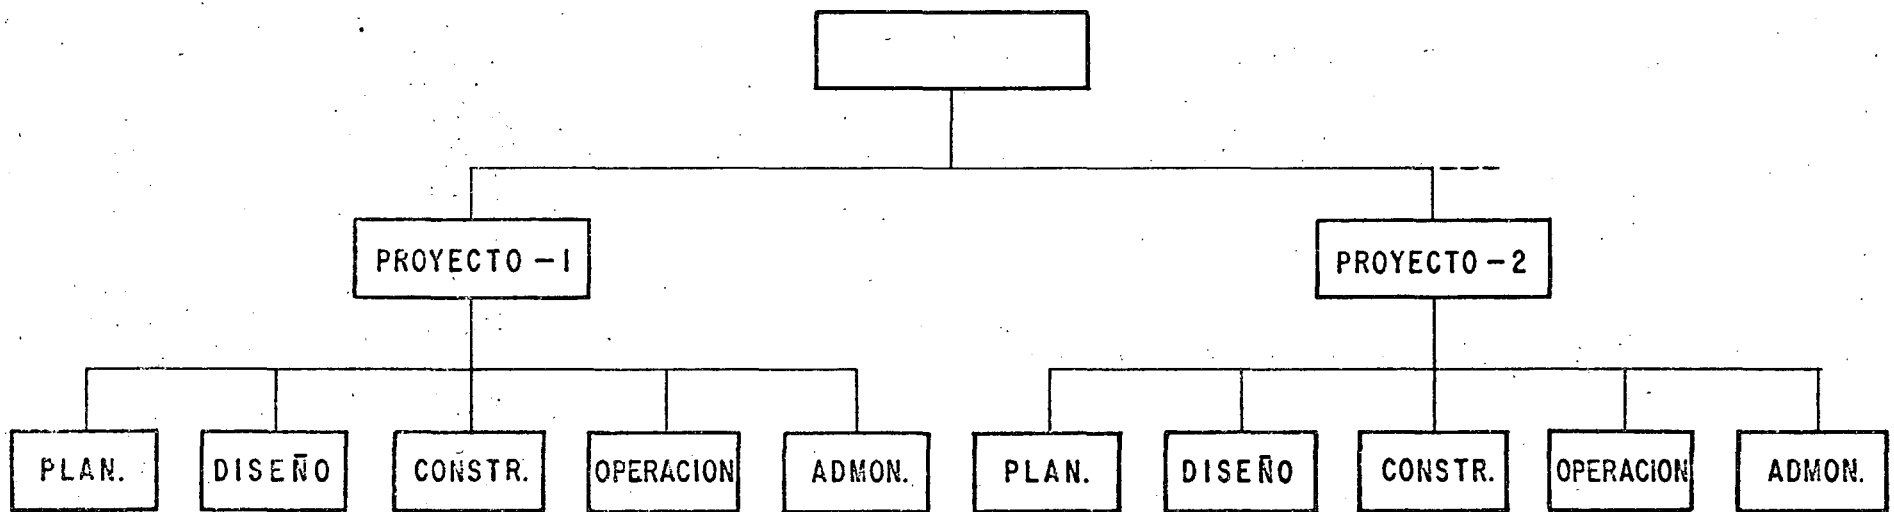 PROYECTO - 1
PROYECTO - 2
PLAN.
DISEÑO
CONSTR.
OPERACION
ADMON.
PLAN.
DISEÑO
CONSTR.
OPERACION
ADMON.